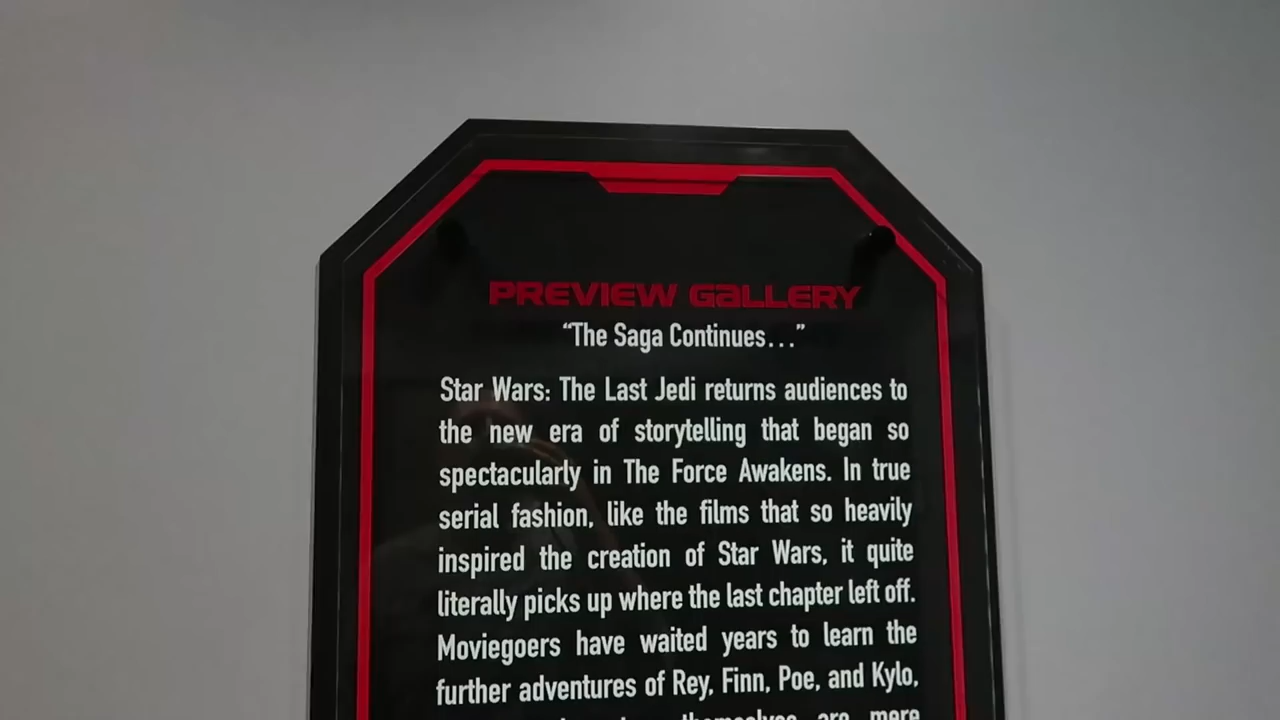 PREVIEW GALLERY
“The Saga Continues...”
Star Wars: The Last Jedi returns audiences to
the new era of storytelling that began so
spectacularly in The Force Awakens. In true
serial fashion, like the films that so heavily
inspired the creation of Star Wars, it quite
literally picks up where the last chapter left off.
Moviegoers have waited years to learn the
further adventures of Rey, Finn, Poe, and Kylo,
themselves are mere